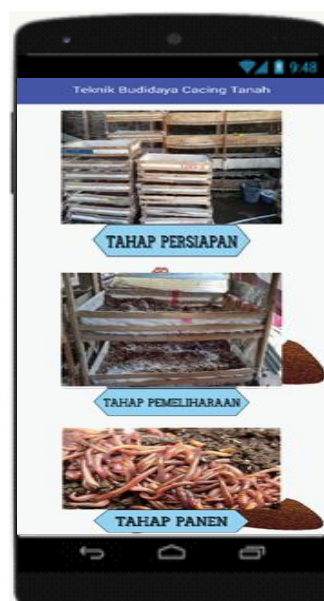 9:48
Teknik Budidaya Cacing Tanah
TAHAP PERSIAPAN
TAHAP PEMELIHARAAN
TAHAP PANEN